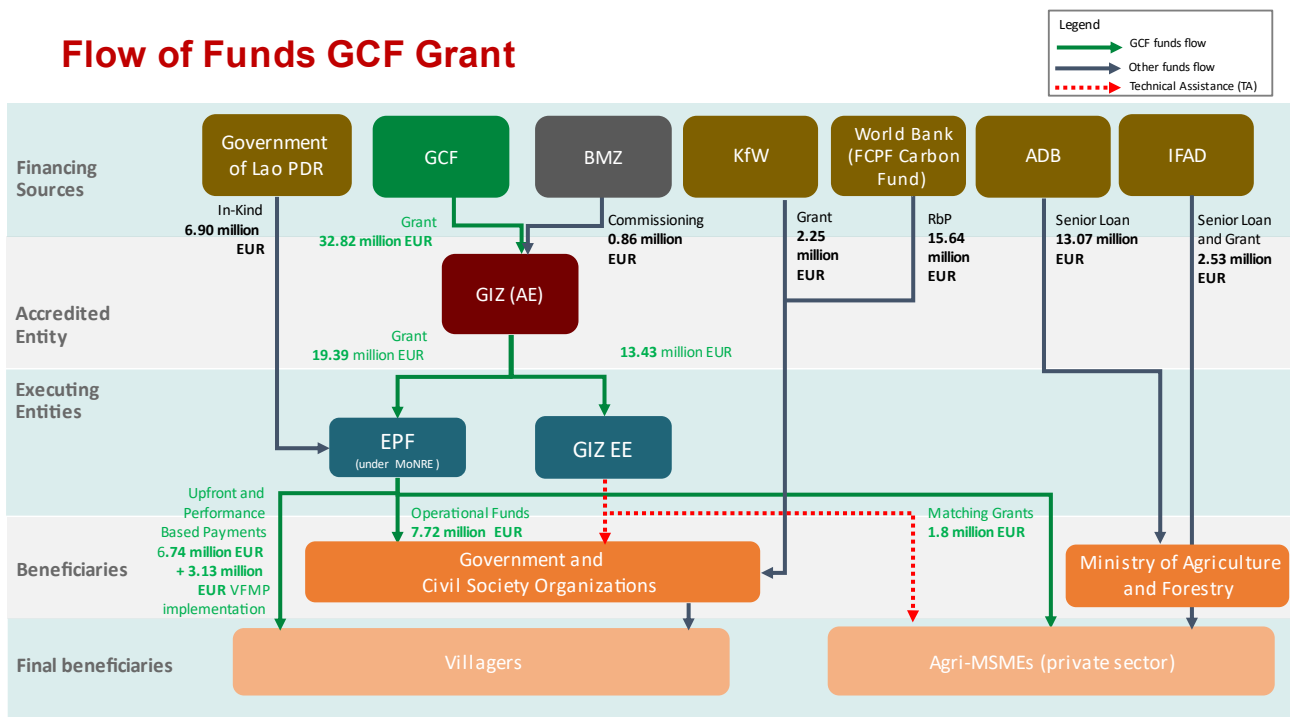 Flow of Funds GCF Grant
Legend
GCF funds flow
Other funds flow
Technical Assistance (TA)
Financing
Sources
Government
of Lao PDR
GCF
BMZ
KfW
World Bank
(FCPF Carbon
Fund)
ADB
IFAD
In-Kind
6.90 million
EUR
Grant
32.82 million EUR
Commissioning
0.86 million
EUR
Grant
2.25
million
EUR
RbP
15.64
million
EUR
Senior Loan
13.07 million
EUR
Senior Loan
and Grant
2.53 million
EUR
Accredited
Entity
GIZ (AE)
Grant
19.39 million EUR
13.43 million EUR
Executing
Entities
EPF
(under MoNRE)
GIZ EE
Upfront and
Performance
Based Payments
6.74 million EUR
+ 3.13 million
EUR VFMP
implementation
Operational Funds
7.72 million EUR
Matching Grants
1.8 million EUR
Beneficiaries
Government and
Civil Society Organizations
Ministry of Agriculture
and Forestry
Final beneficiaries
Villagers
Agri-MSMEs (private sector)